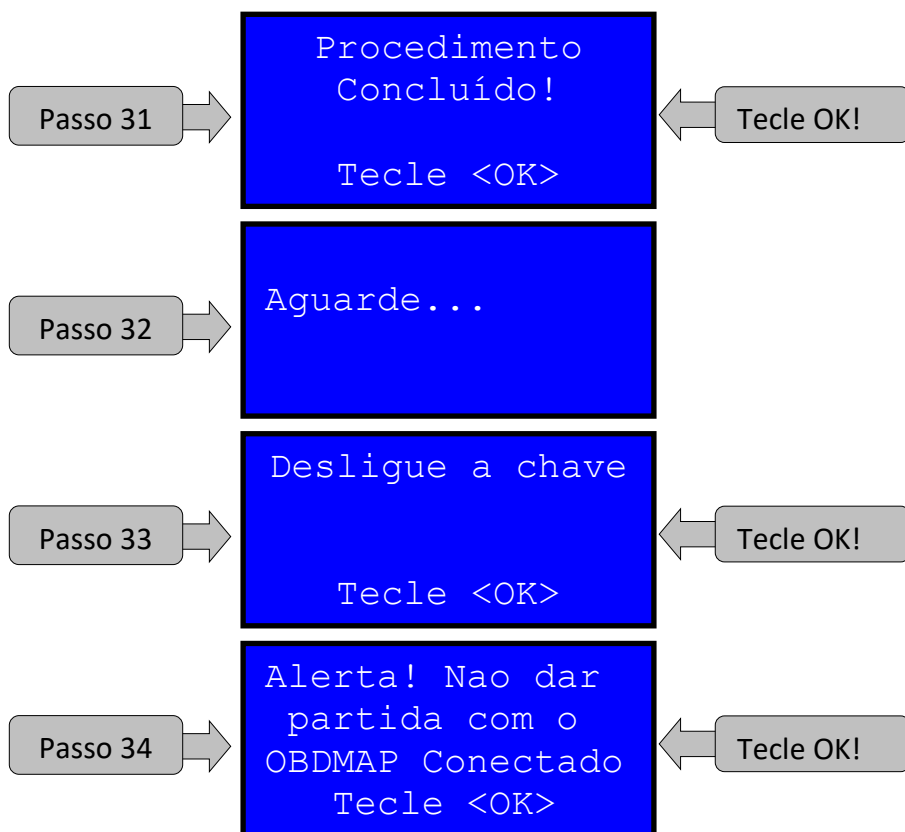 Passo 31
Procedimento
Concluído!
Tecle <OK>
Tecle OK!
Passo 32
Aguarde...
Passo 33
Desligue a chave
Tecle <OK>
Tecle OK!
Passo 34
Alerta! Nao dar
partida com o
OBDMAP Conectado
Tecle <OK>
Tecle OK!